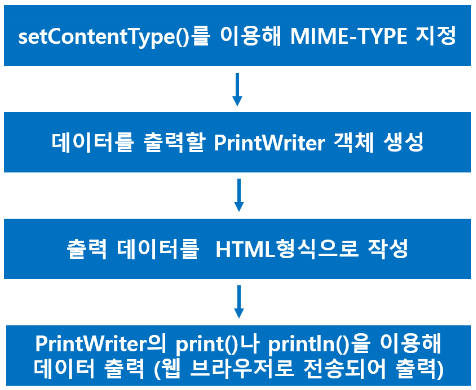 setContentType()를 이용해 MIME-TYPE 지정
데이터를 출력할 PrintWriter 객체 생성
출력 데이터를 HTML형식으로 작성
PrintWriter의 print()나 println()을 이용해
데이터 출력 (웹 브라우저로 전송되어 출력)